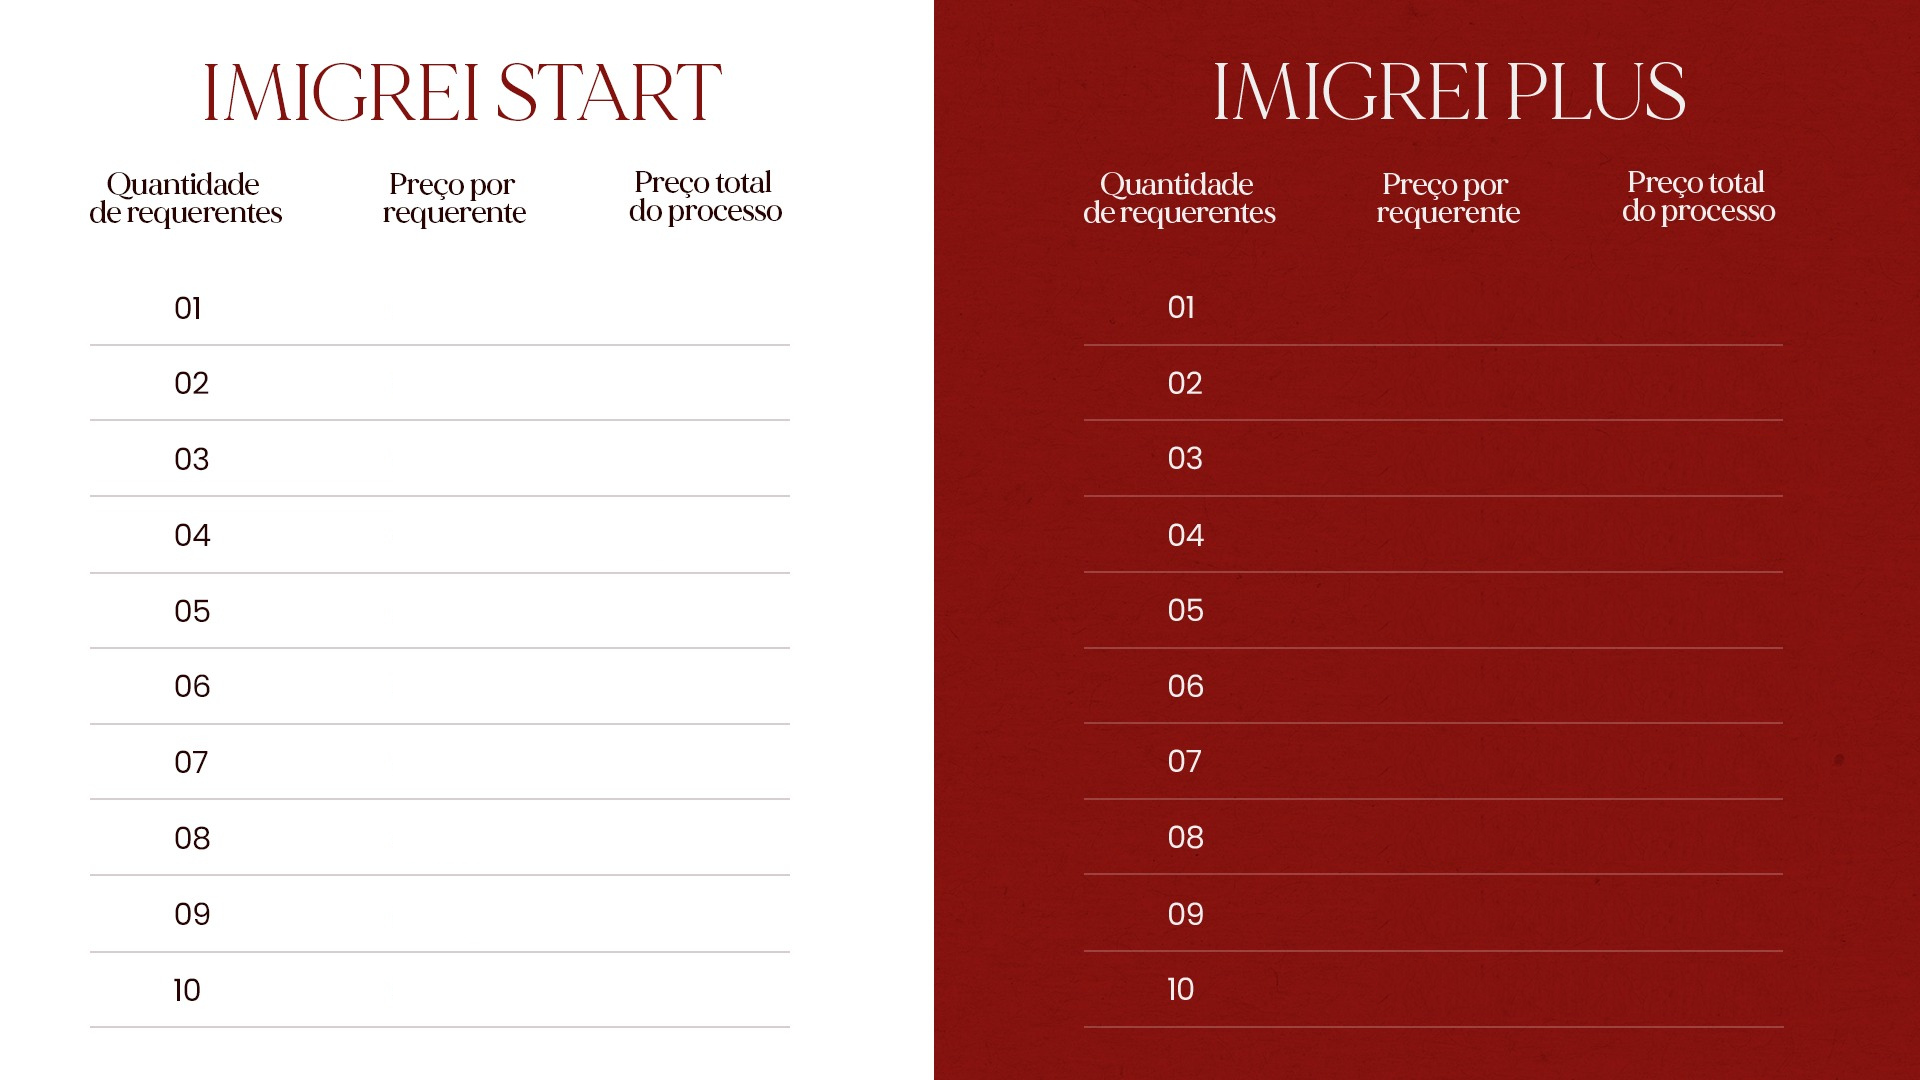 IMIGREI START
Quantidade
de requerentes
Preço por
requerente
Preço total
do processo
01
02
03
04
05
06
07
08
09
10
IMIGREI PLUS
Quantidade
de requerentes
Preço por
requerente
Preço total
do processo
01
02
03
04
05
06
07
08
09
10